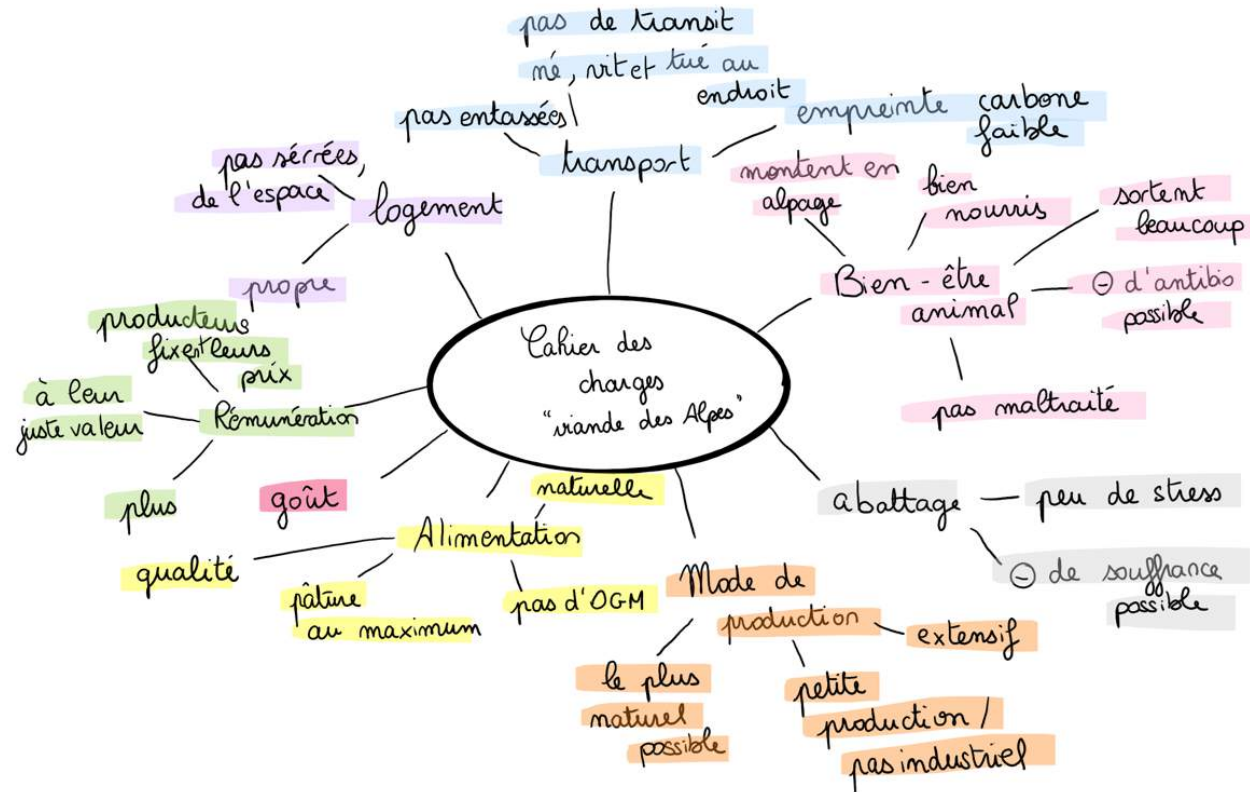 Cahier des
charges
"viande des Alpes"
pas de transit
né, vit et tué au
endroit
pas entassées
empreinte carbone
faible
transport
pas sérrées,
de l'espace
logement
propre
montent en
alpage
bien
nourris
sortent
beaucoup
Bien-être
animal
⊖ d'antibio
possible
pas maltraité
producteurs
fixent leurs
prix
à leur
juste valeur
Rémunération
plus
goût
naturelle
Alimentation
qualité
pâture
au maximum
pas d'OGM
Mode de
production
extensif
le plus
naturel
possible
petite
production /
pas industriel
abattage
peu de stress
⊖ de souffrance
possible